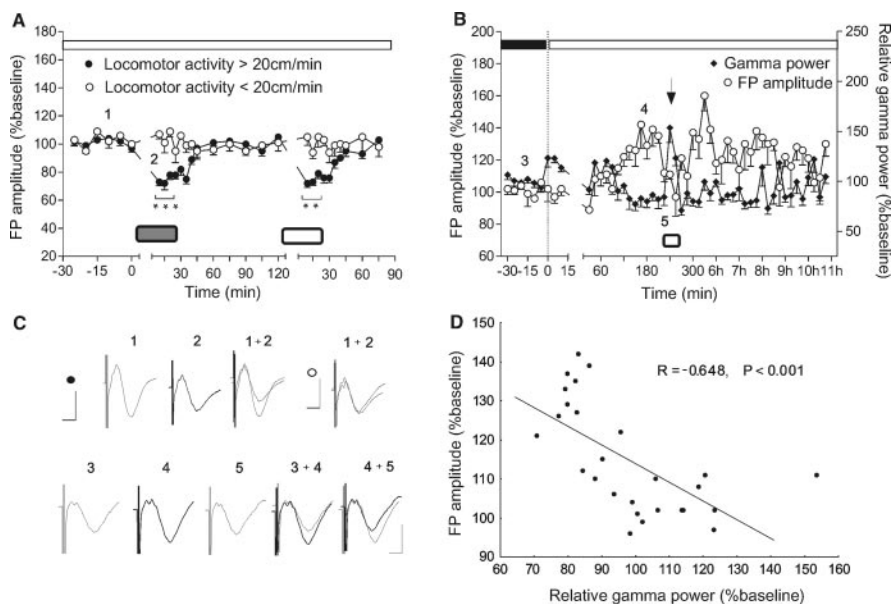 A
FP amplitude (%baseline)
200
180
160
140
120
100
80
60
40
20
Locomotor activity > 20cm/min
Locomotor activity < 20cm/min
1
2
* * *
* *
-30 -15 0 30 60 90 120 30 60 90
Time (min)
B
FP amplitude (%baseline)
200
180
160
140
120
100
80
60
Gamma power
FP amplitude
3
4
5
-30 -15 0 15 60 180 300 6h 7h 8h 9h 10h 11h
Time (min)
250
200
150
100
50
0
Relative gamma power (%baseline)
C
1 2 1+2 1+2
3 4 5 3+4 4+5
D
FP amplitude (%baseline)
150
140
130
120
110
100
90
R = -0.648, P < 0.001
60 70 80 90 100 110 120 130 140 150 160
Relative gamma power (%baseline)